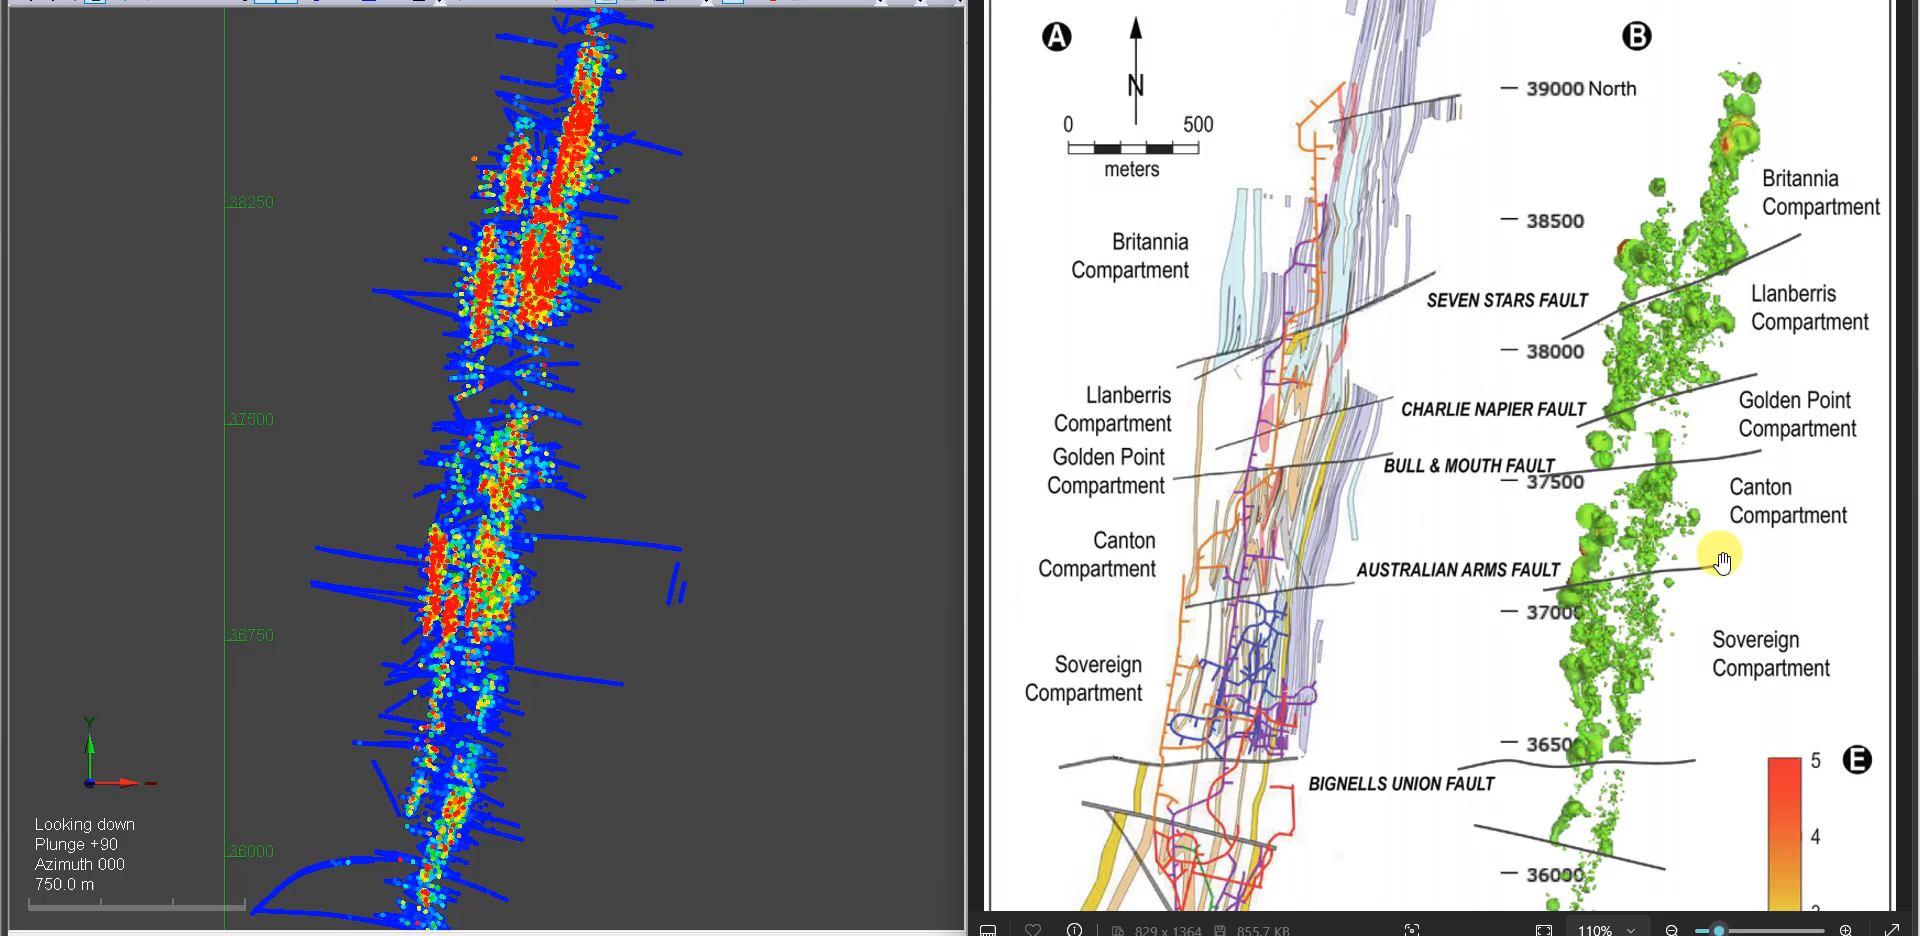 38250
37500
36750
36000
Y
Looking down
Plunge +90
Azimuth 000
750.0 m
A
N
0
500
meters
B
39000 North
38500
38000
37500
37000
36500
36000
Britannia
Compartment
SEVEN STARS FAULT
Llanberris
Compartment
CHARLIE NAPIER FAULT
Golden Point
Compartment
BULL & MOUTH FAULT
Canton
Compartment
AUSTRALIAN ARMS FAULT
Sovereign
Compartment
BIGNELLS UNION FAULT
Britannia
Compartment
Llanberris
Compartment
Golden Point
Compartment
Canton
Compartment
Sovereign
Compartment
5
E
4
829 x 1364
855.7 KB
110%